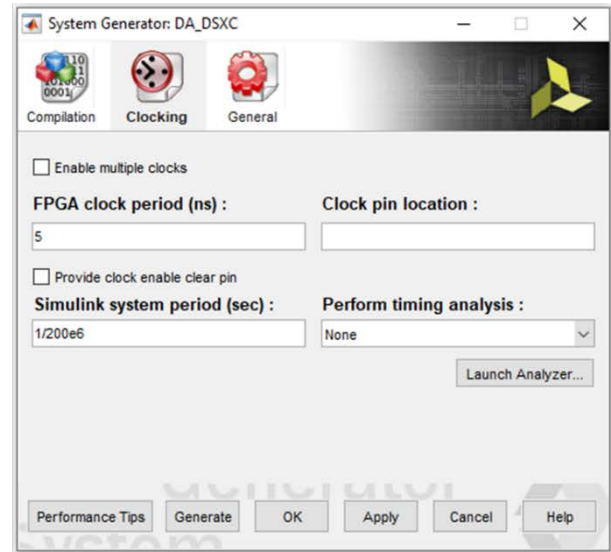 System Generator: DA_DSXC
Compilation Clocking General
Enable multiple clocks
FPGA clock period (ns) : Clock pin location :
5
Provide clock enable clear pin
Simulink system period (sec) : Perform timing analysis :
1/200e6 None
Launch Analyzer...
Performance Tips Generate OK Apply Cancel Help
System